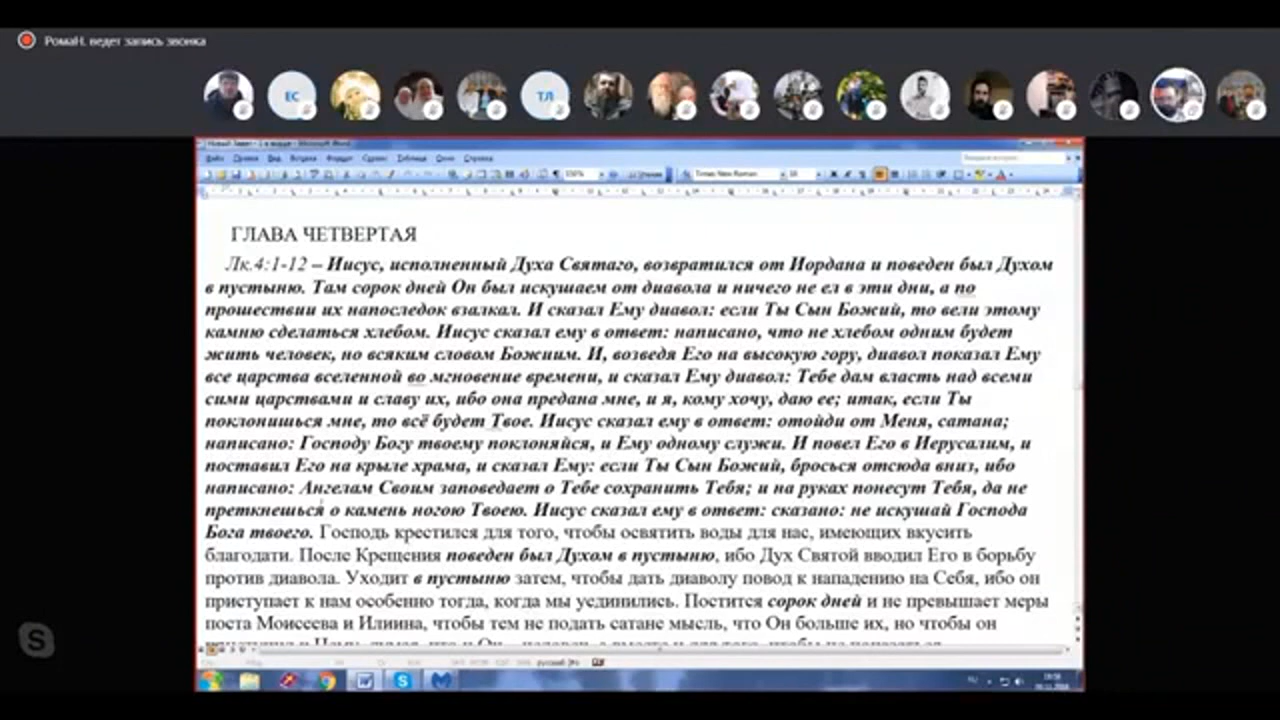 РомаН. ведет запись звонка
ЕС
ТЛ
Файл Правка Вид Вставка Формат Сервис Таблица Окно Справка
Times New Roman
ГЛАВА ЧЕТВЕРТАЯ
Лк.4:1-12 – Иисус, исполненный Духа Святаго, возвратился от Иордана и поведен был Духом
в пустыню. Там сорок дней Он был искушаем от диавола и ничего не ел в эти дни, а по
прошествии их напоследок взалкал. И сказал Ему диавол: если Ты Сын Божий, то вели этому
камню сделаться хлебом. Иисус сказал ему в ответ: написано, что не хлебом одним будет
жить человек, но всяким словом Божиим. И, возведя Его на высокую гору, диавол показал Ему
все царства вселенной во мгновение времени, и сказал Ему диавол: Тебе дам власть над всеми
сими царствами и славу их, ибо она предана мне, и я, кому хочу, даю ее; итак, если Ты
поклонишься мне, то всё будет Твое. Иисус сказал ему в ответ: отойди от Меня, сатана;
написано: Господу Богу твоему поклоняйся, и Ему одному служи. И повел Его в Иерусалим, и
поставил Его на крыле храма, и сказал Ему: если Ты Сын Божий, бросься отсюда вниз, ибо
написано: Ангелам Своим заповедает о Тебе сохранить Тебя; и на руках понесут Тебя, да не
преткнешься о камень ногою Твоею. Иисус сказал ему в ответ: сказано: не искушай Господа
Бога твоего. Господь крестился для того, чтобы освятить воды для нас, имеющих вкусить
благодати. После Крещения поведен был Духом в пустыню, ибо Дух Святой вводил Его в борьбу
против диавола. Уходит в пустыню затем, чтобы дать диаволу повод к нападению на Себя, ибо он
приступает к нам особенно тогда, когда мы уединились. Постится сорок дней и не превышает меры
поста Моисеева и Илиина, чтобы тем не подать сатане мысль, что Он больше их, но чтобы он
S